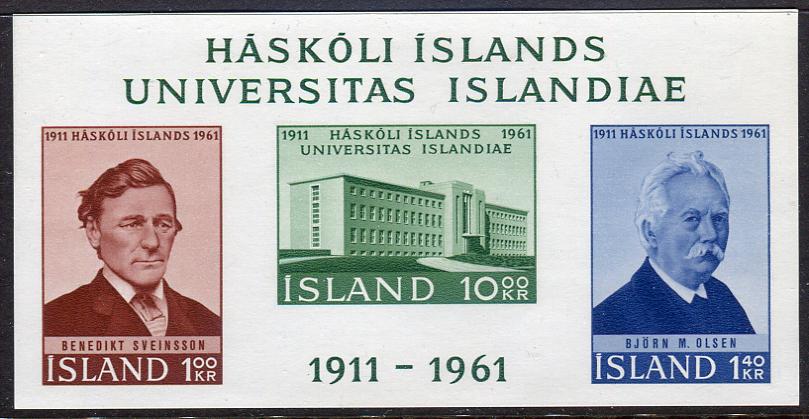 HÁSKÓLI ÍSLANDS
UNIVERSITAS ISLANDIAE
1911 HÁSKÓLI ÍSLANDS 1961
BENEDIKT SVEINSSON
ÍSLAND 1.00 KR
1911 HÁSKÓLI ÍSLANDS 1961
UNIVERSITAS ISLANDIAE
ÍSLAND 10.00 KR
1911 HÁSKÓLI ÍSLANDS 1961
BJÖRN M. OLSEN
ÍSLAND 1.40 KR
1911 - 1961